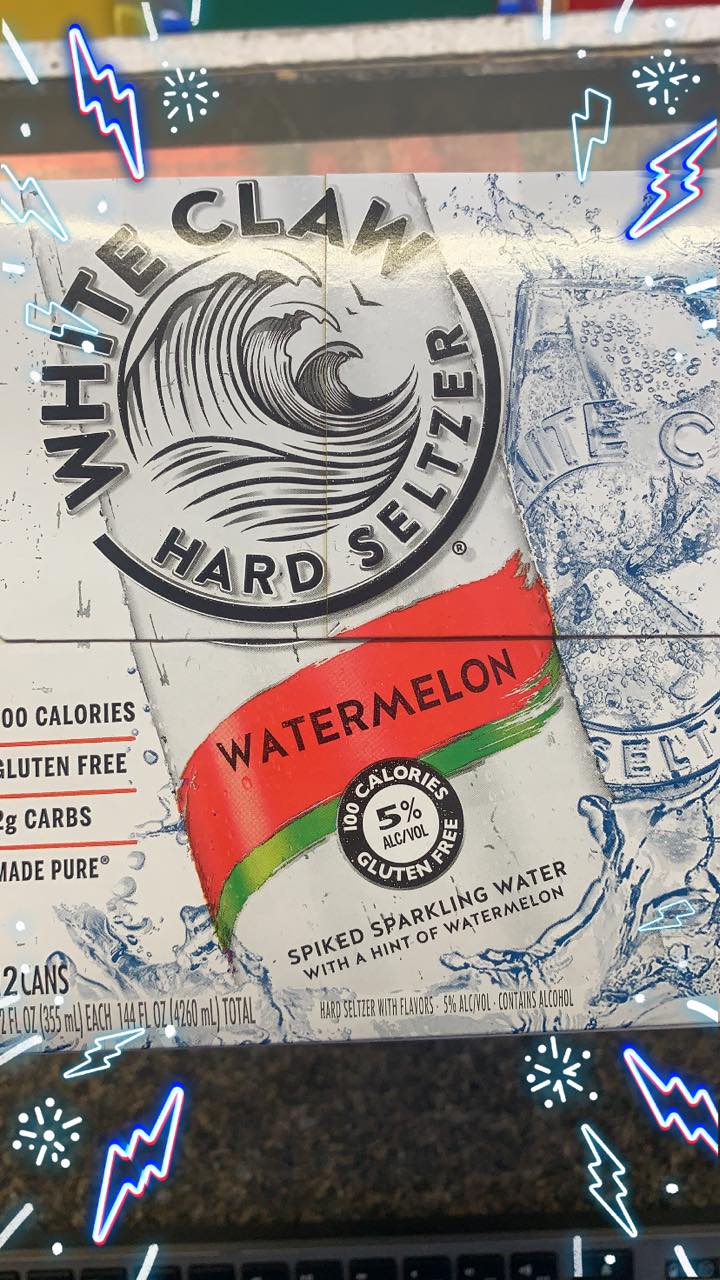 WHITE CLAW
HARD SELTZER
®
WATERMELON
100 CALORIES
5%
ALC/VOL
GLUTEN FREE
SPIKED SPARKLING WATER
WITH A HINT OF WATERMELON
HARD SELTZER WITH FLAVORS · 5% ALC/VOL · CONTAINS ALCOHOL
00 CALORIES
GLUTEN FREE
2g CARBS
MADE PURE®
2 CANS
2 FL OZ (355 mL) EACH 144 FL OZ (4260 mL) TOTAL
ITE C
SELT